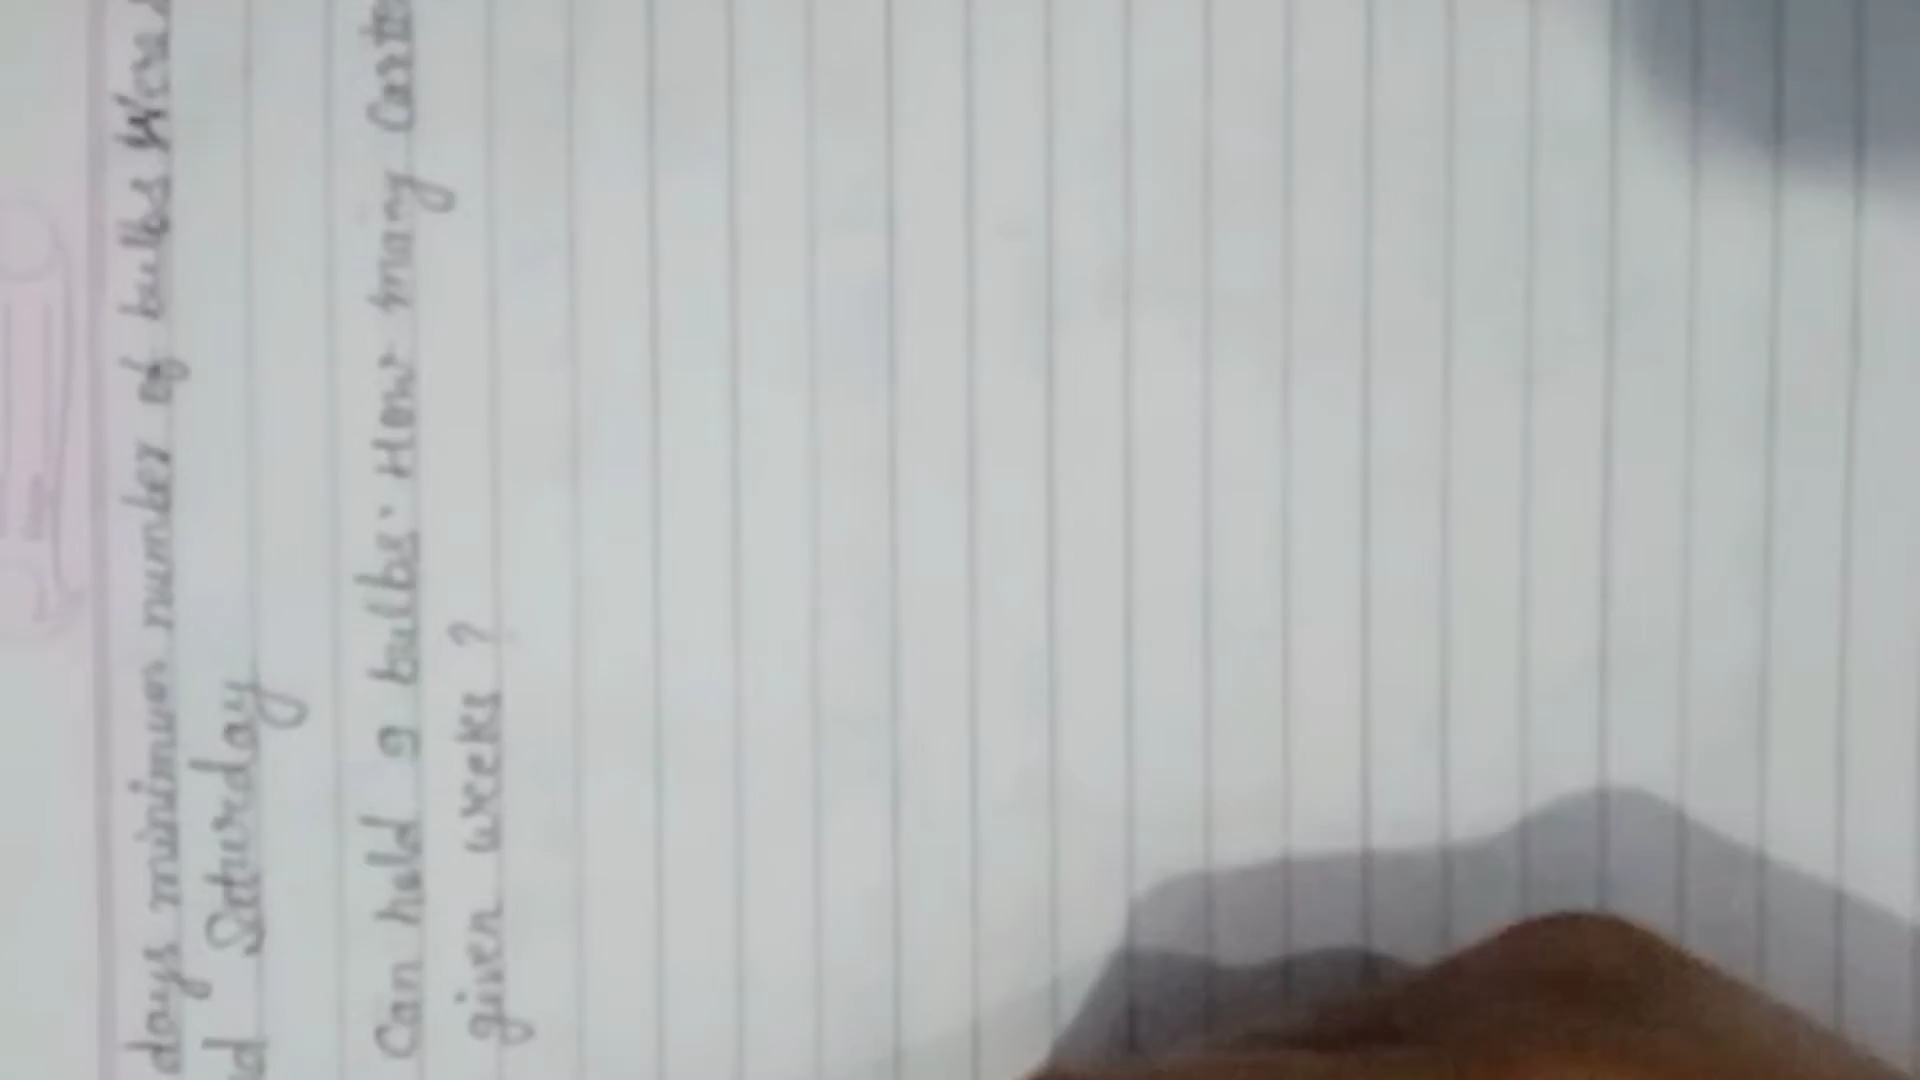 days minimum number of bulbs were
Saturday
Can hold 9 bulbs. How many
given weeks ?